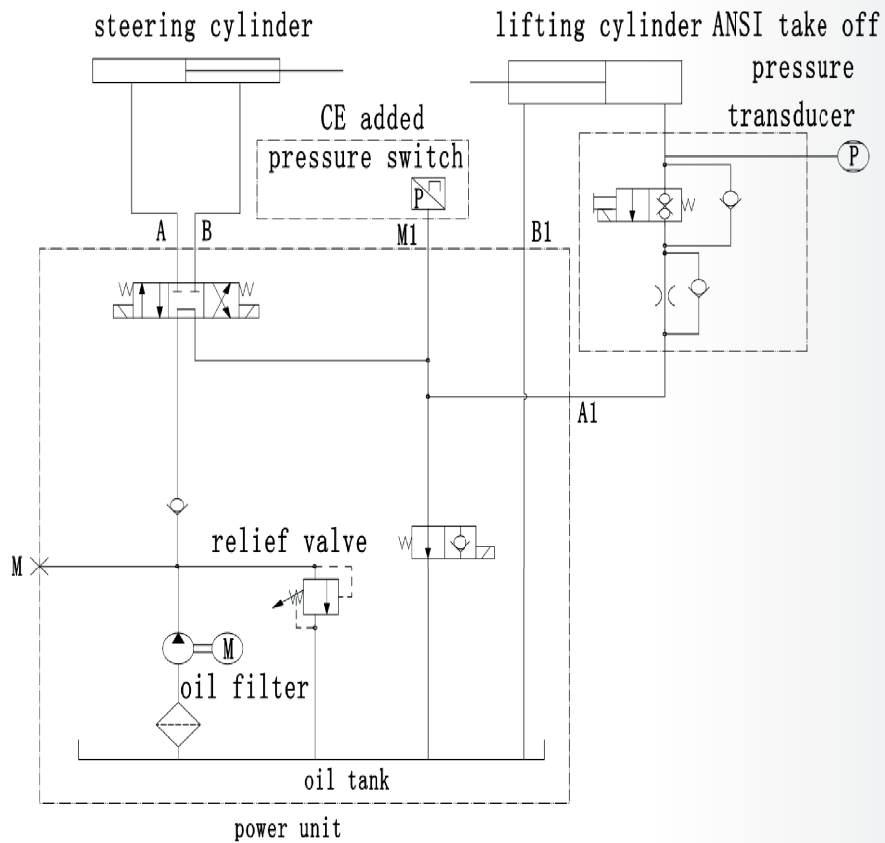 steering cylinder
lifting cylinder ANSI take off
pressure
transducer
CE added
pressure switch
P
P
A B
M1
B1
A1
relief valve
M
M
oil filter
oil tank
power unit